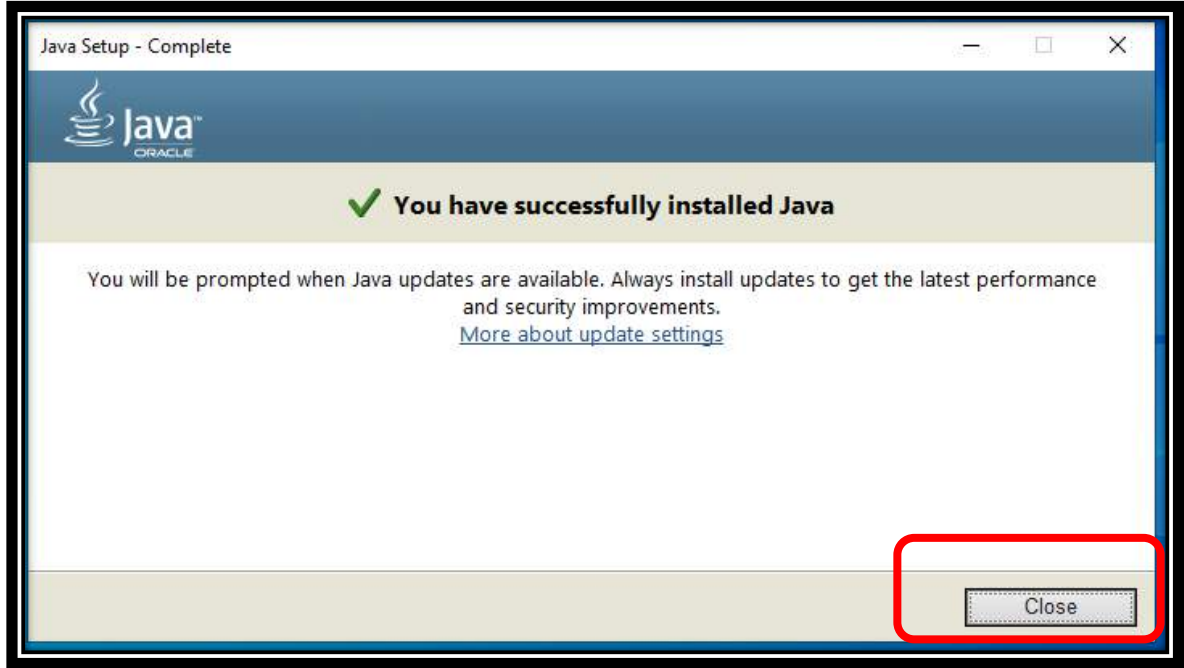 Java Setup - Complete
Java™
ORACLE
You have successfully installed Java
You will be prompted when Java updates are available. Always install updates to get the latest performance
and security improvements.
More about update settings
Close